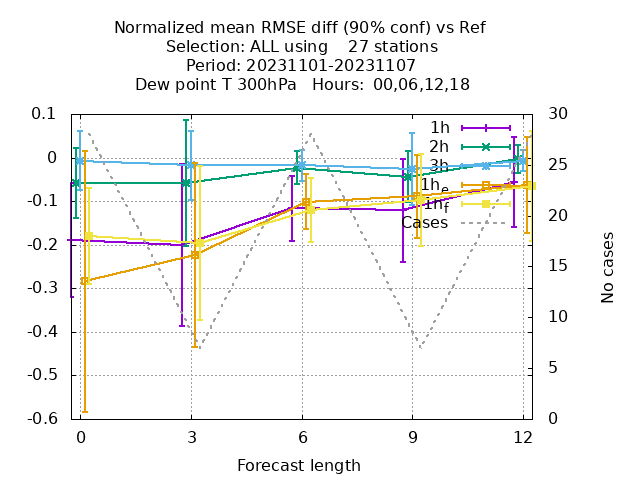 Normalized mean RMSE diff (90% conf) vs Ref
Selection: ALL using    27 stations
Period: 20231101-20231107
Dew point T 300hPa   Hours: 00,06,12,18
0.1
0
-0.1
-0.2
-0.3
-0.4
-0.5
-0.6
30
25
20
15
10
5
0
0
3
6
9
12
1h
2h
3h
1h_e
1h_f
Cases
No cases
Forecast length